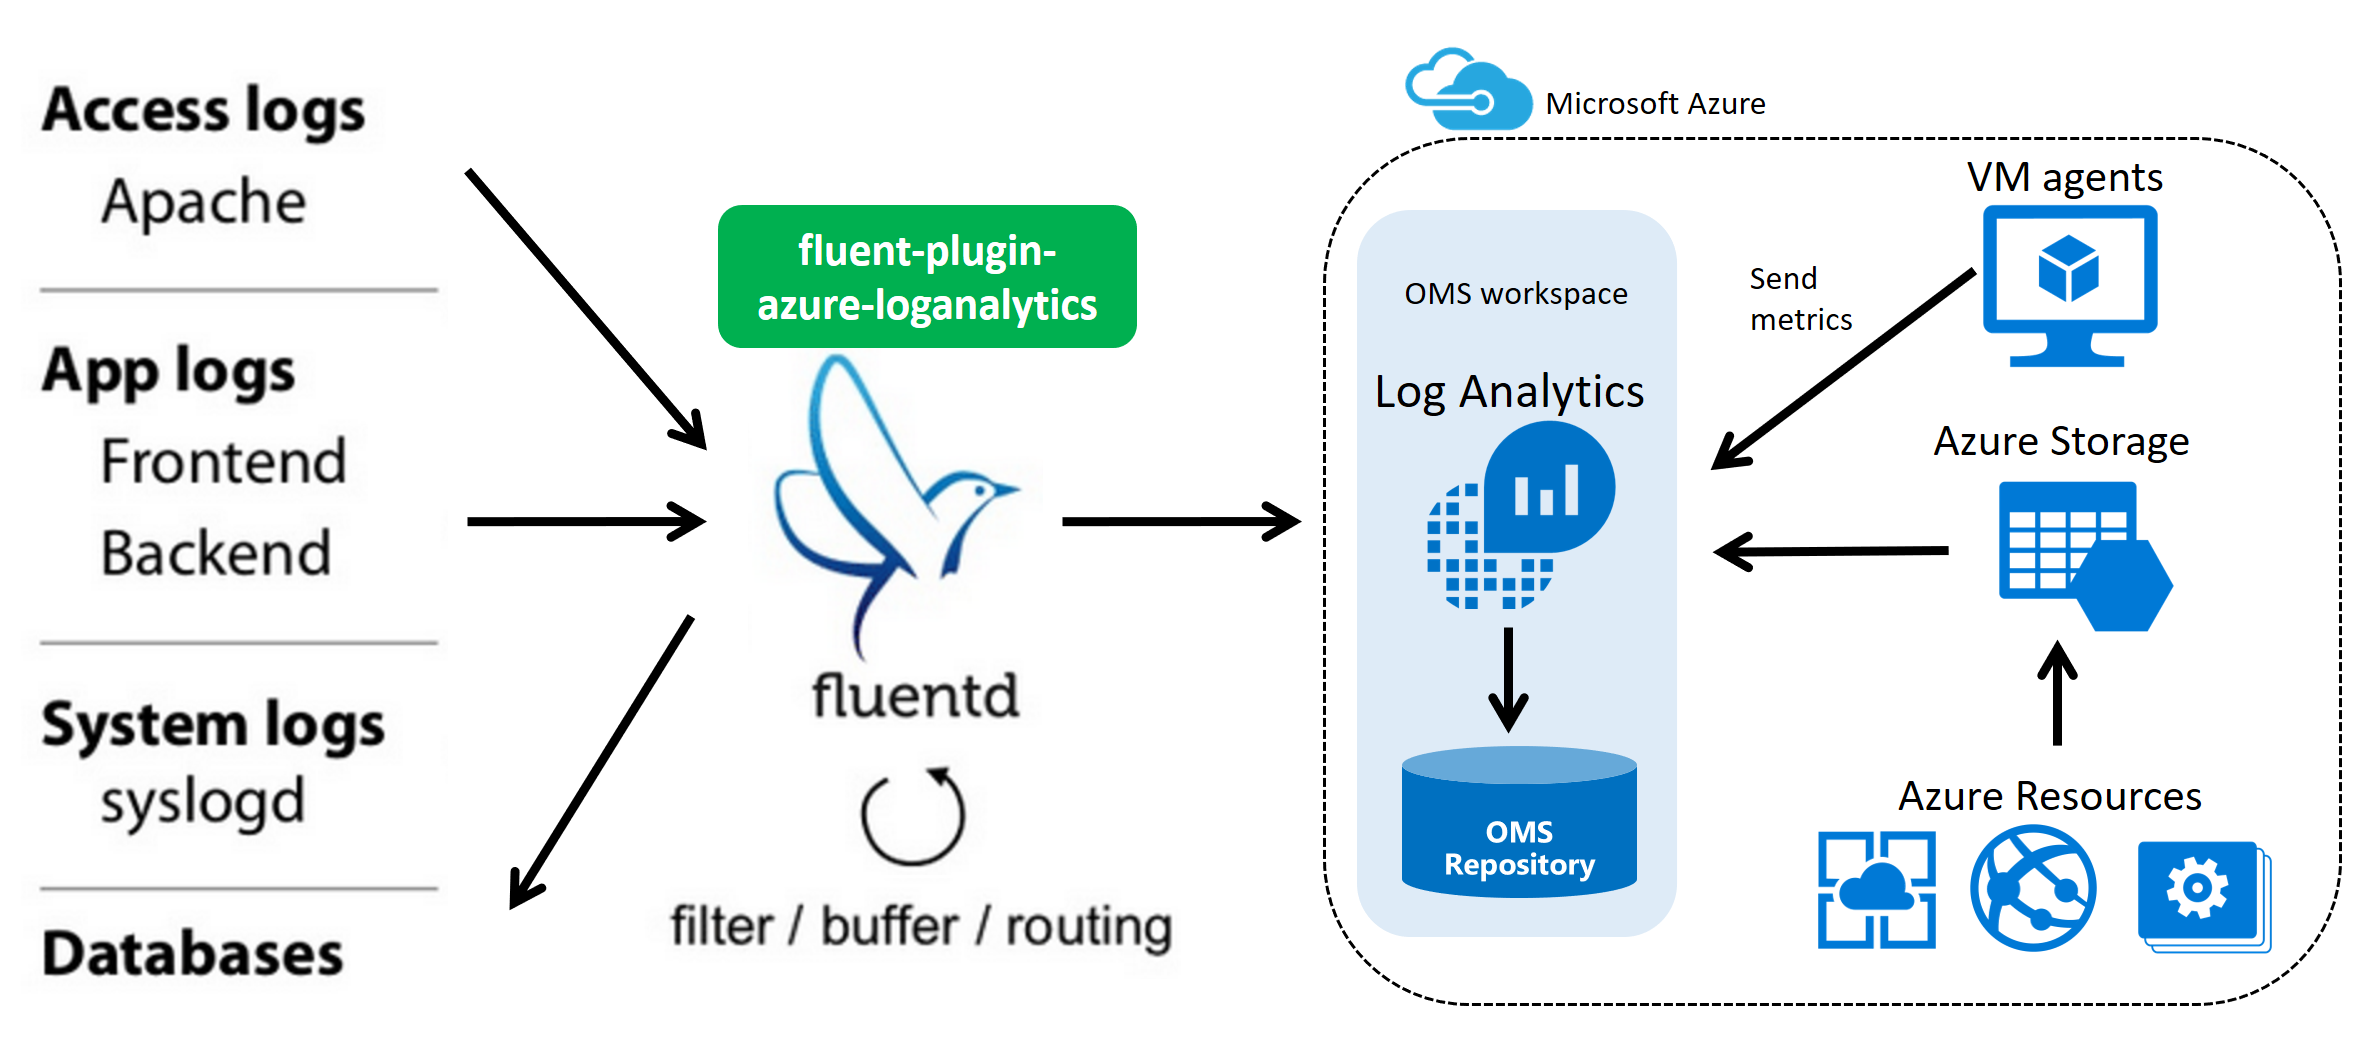 Access logs
Apache
App logs
Frontend
Backend
System logs
syslogd
Databases
fluent-plugin-
azure-loganalytics
fluentd
filter / buffer / routing
Microsoft Azure
OMS workspace
Log Analytics
OMS
Repository
Send
metrics
VM agents
Azure Storage
Azure Resources